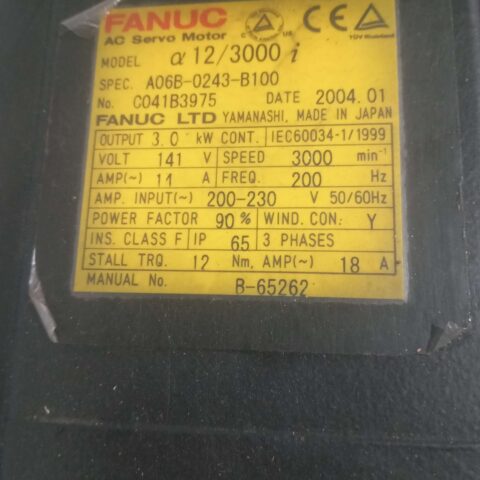 FANUC
AC Servo Motor
MODEL α 12/3000 i
SPEC. A06B-0243-B100
No. C041B3975 DATE 2004.01
FANUC LTD YAMANASHI, MADE IN JAPAN
OUTPUT 3.0 kW CONT. IEC60034-1/1999
VOLT 141 V SPEED 3000 min⁻¹
AMP(~) 11 A FREQ. 200 Hz
AMP. INPUT(~) 200-230 V 50/60Hz
POWER FACTOR 90 % WIND. CON. Y
INS. CLASS F IP 65 3 PHASES
STALL TRQ. 12 Nm, AMP(~) 18 A
MANUAL No. B-65262